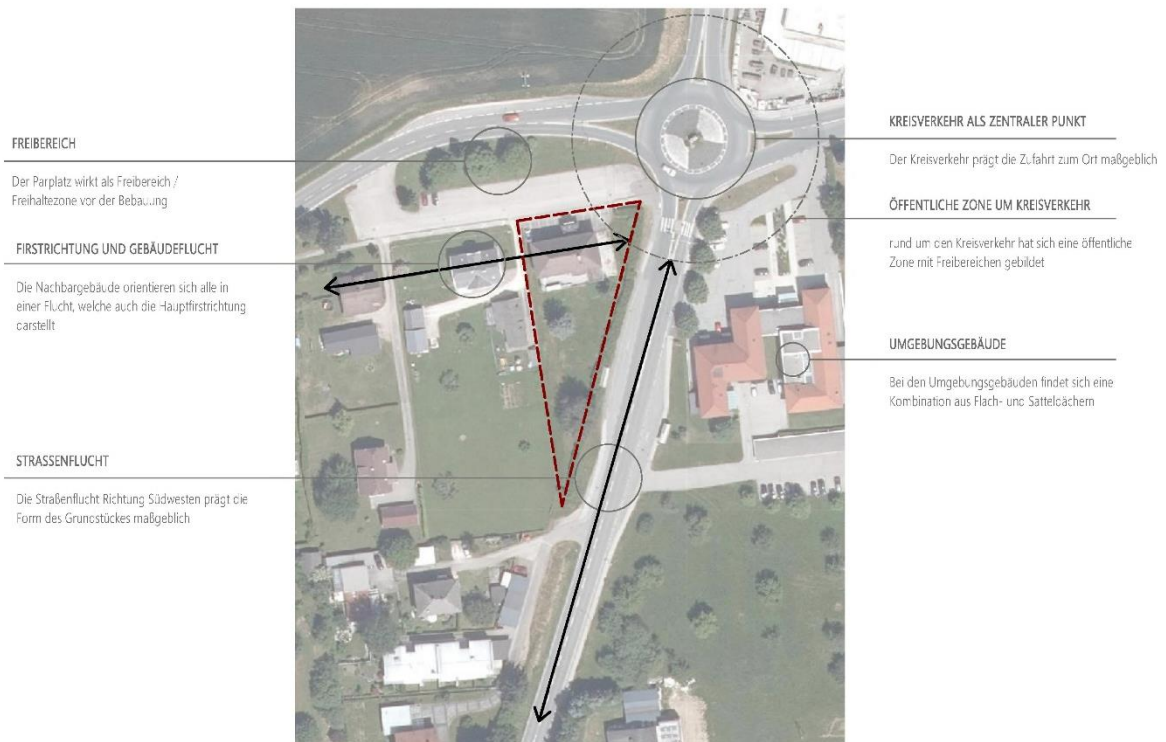 FREIBEREICH
Der Parplatz wirkt als Freibereich /
Freihaltezone vor der Bebauung
FIRSTRICHTUNG UND GEBÄUDEFLUCHT
Die Nachbargebäude orientieren sich alle in
einer Flucht, welche auch die Hauptfirstrichtung
darstellt
STRASSENFLUCHT
Die Straßenflucht Richtung Südwesten prägt die
Form des Grundstückes maßgeblich
KREISVERKEHR ALS ZENTRALER PUNKT
Der Kreisverkehr prägt die Zufahrt zum Ort maßgeblich
ÖFFENTLICHE ZONE UM KREISVERKEHR
rund um den Kreisverkehr hat sich eine öffentliche
Zone mit Freibereichen gebildet
UMGEBUNGSGEBÄUDE
Bei den Umgebungsgebäuden findet sich eine
Kombination aus Flach- und Satteldächern